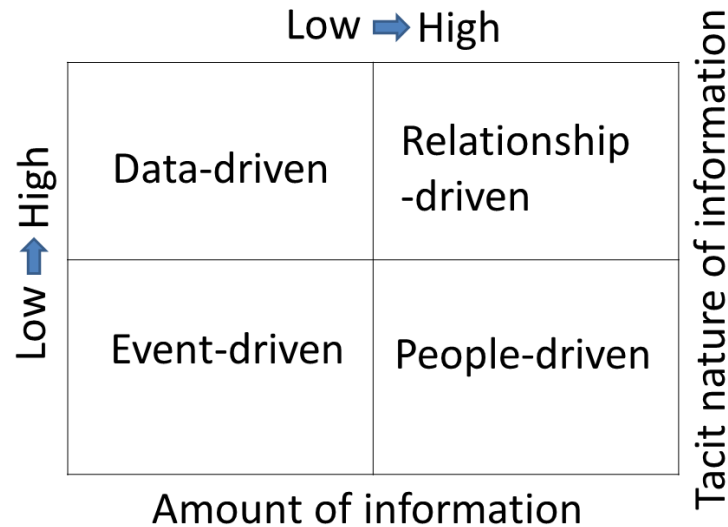 Low High
Tacit nature of information
Low High
Data-driven
Relationship
-driven
Event-driven
People-driven
Amount of information